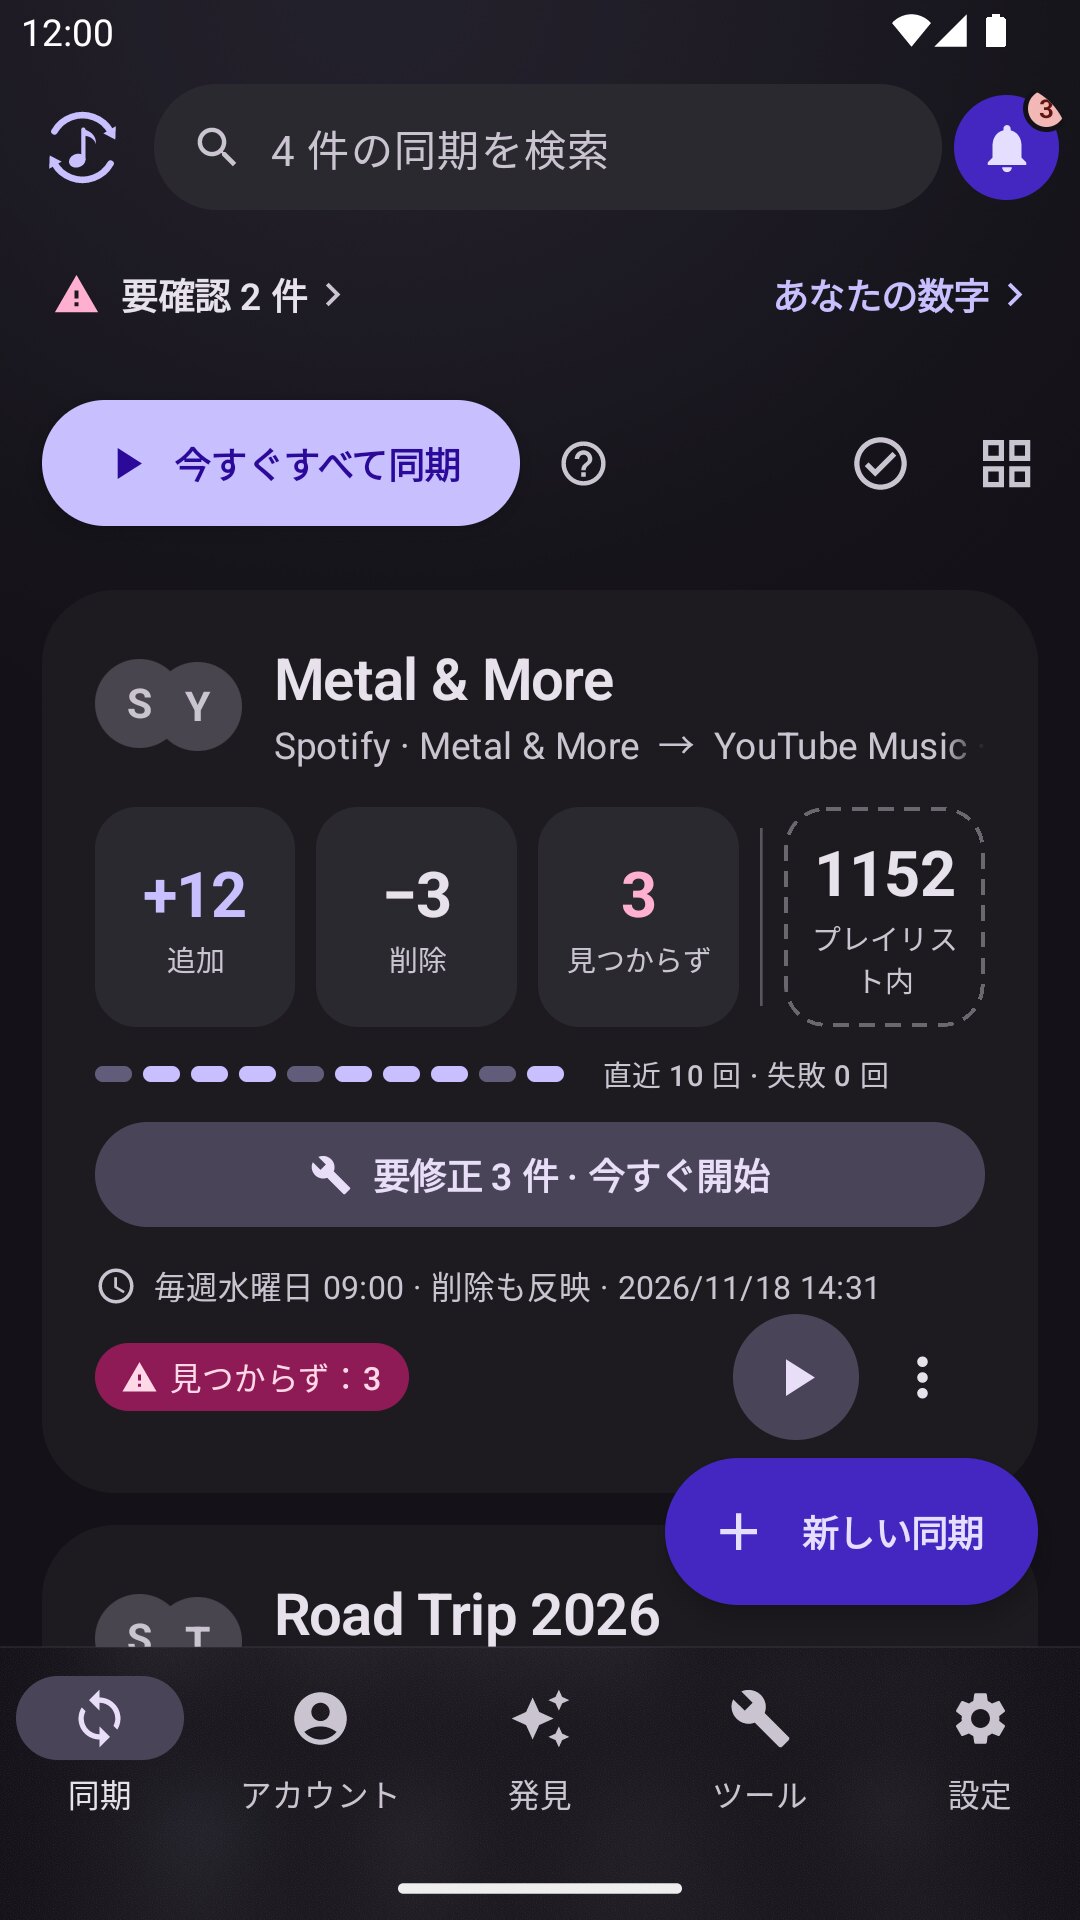 12:00
4 件の同期を検索
3
要確認 2 件
あなたの数字
今すぐすべて同期
S Y
Metal & More
Spotify · Metal & More → YouTube Music
+12
追加
−3
削除
3
見つからず
1152
プレイリス
ト内
直近 10 回 · 失敗 0 回
要修正 3 件 · 今すぐ開始
毎週水曜日 09:00 · 削除も反映 · 2026/11/18 14:31
見つからず：3
新しい同期
S T
Road Trip 2026
同期
アカウント
発見
ツール
設定